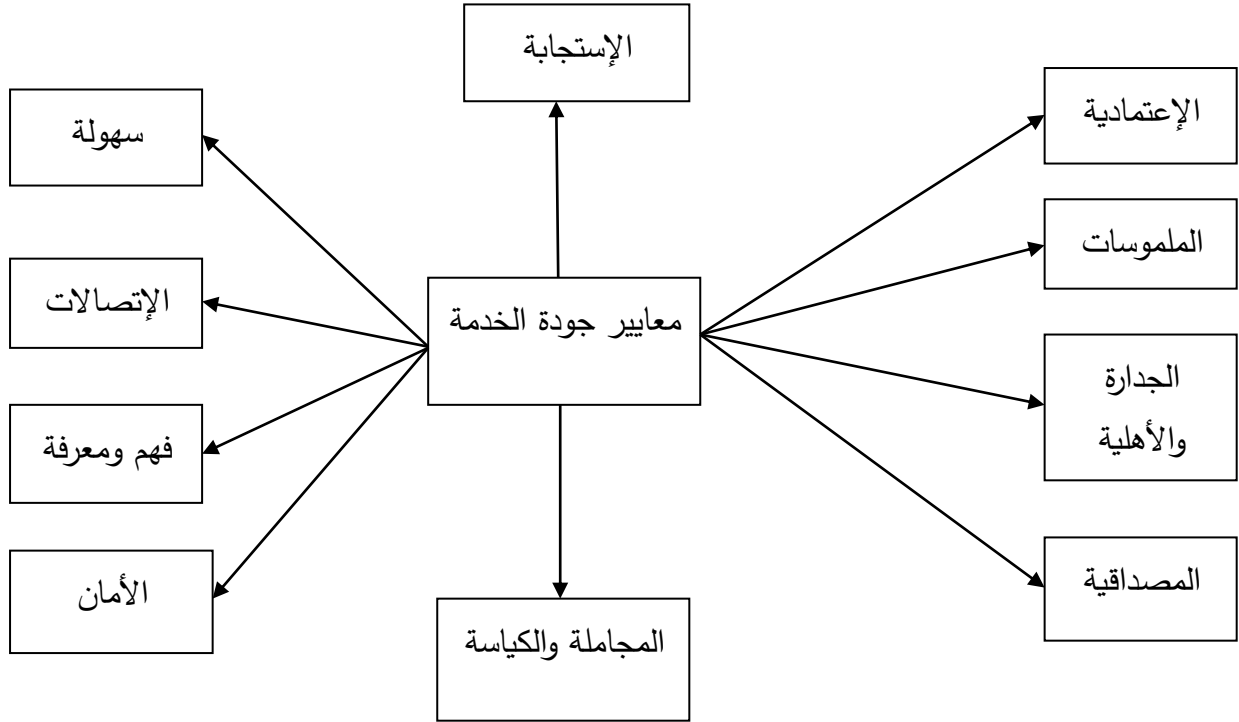 الإستجابة
الإعتمادية
سهولة
الملموسات
الإتصالات
معايير جودة الخدمة
الجدارة
والأهلية
فهم ومعرفة
المصداقية
الأمان
المجاملة والكياسة